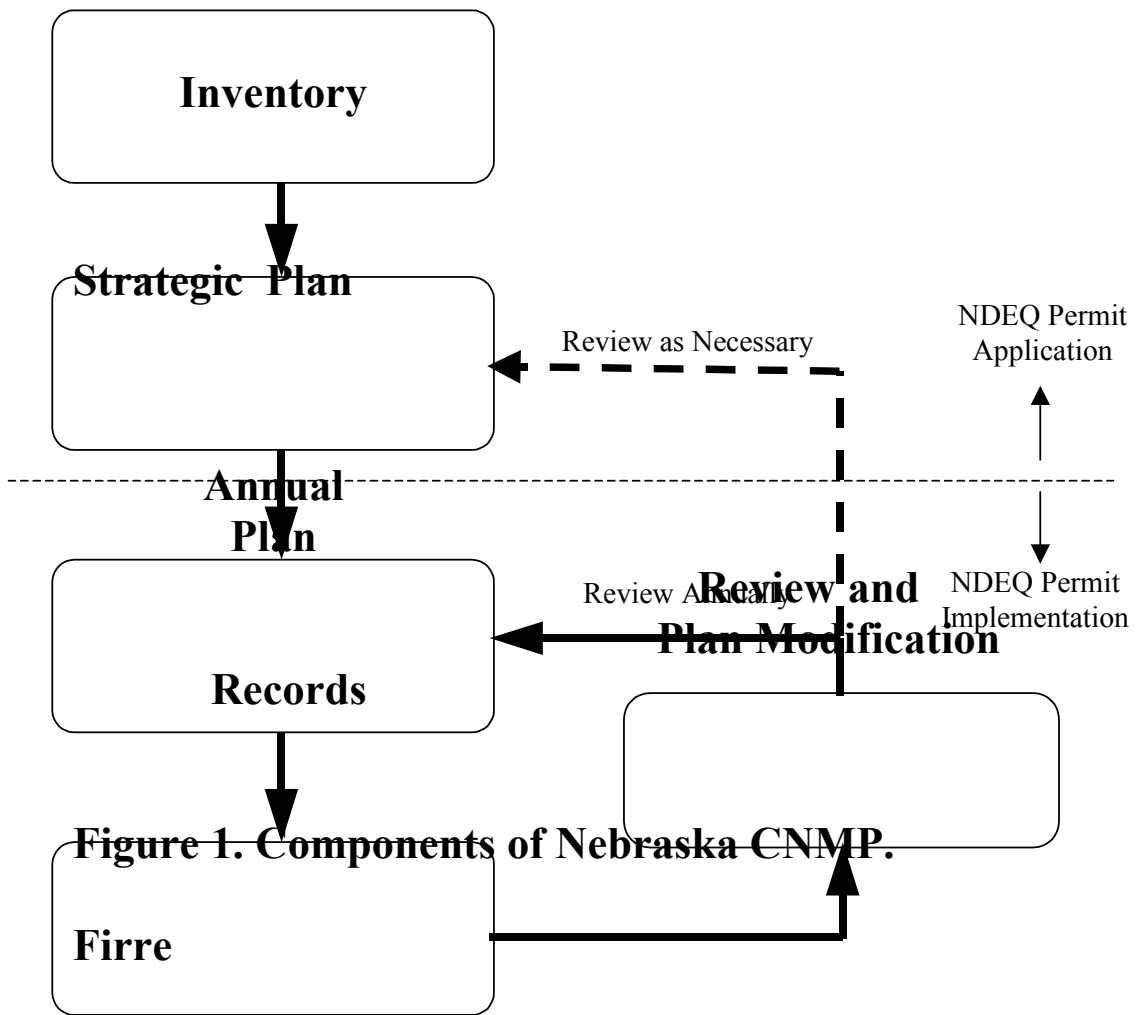 Inventory
Strategic Plan
Review as Necessary
NDEQ Permit
Application
Annual
Plan
Review Annually
Review and
Plan Modification
NDEQ Permit
Implementation
Records
Figure 1. Components of Nebraska CNMP.
Firre